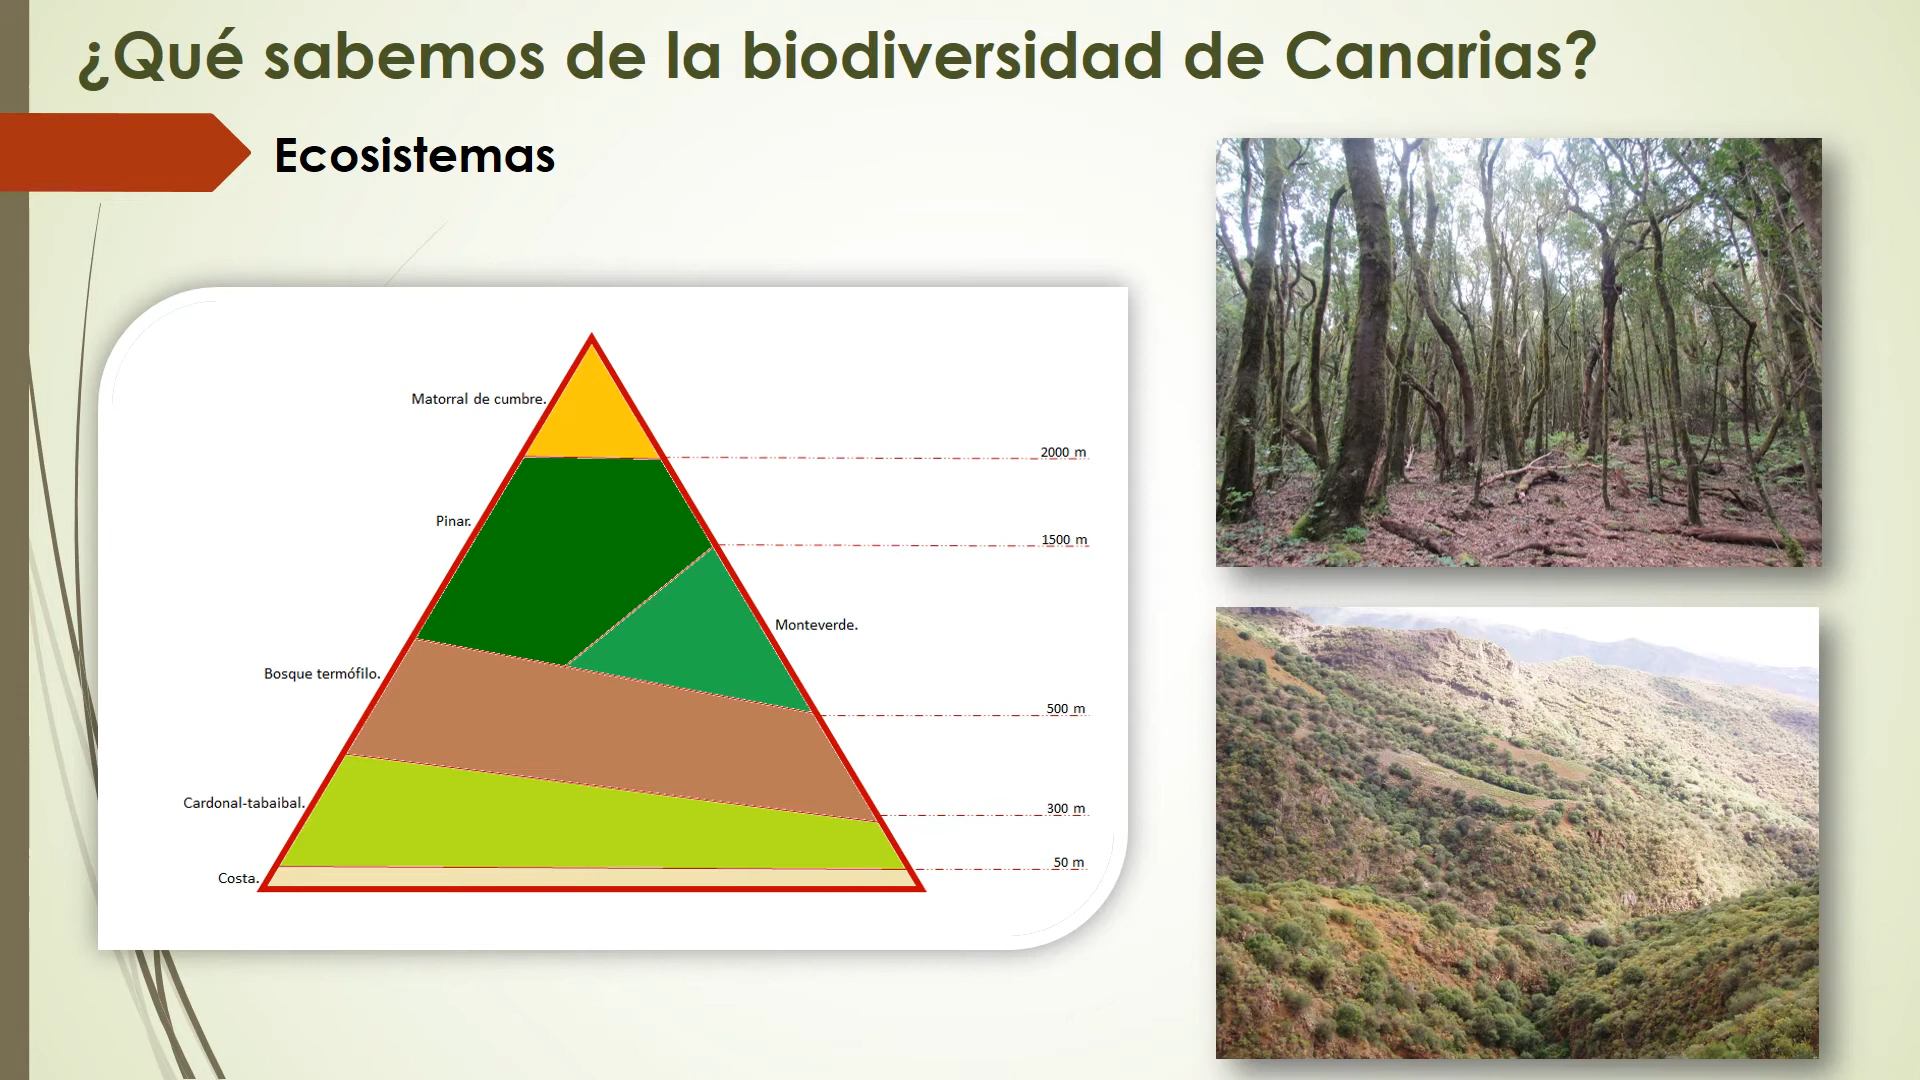 ¿Qué sabemos de la biodiversidad de Canarias?
Ecosistemas
Matorral de cumbre.
2000 m
Pinar.
1500 m
Monteverde.
Bosque termófilo.
500 m
Cardonal-tabaibal.
300 m
50 m
Costa.